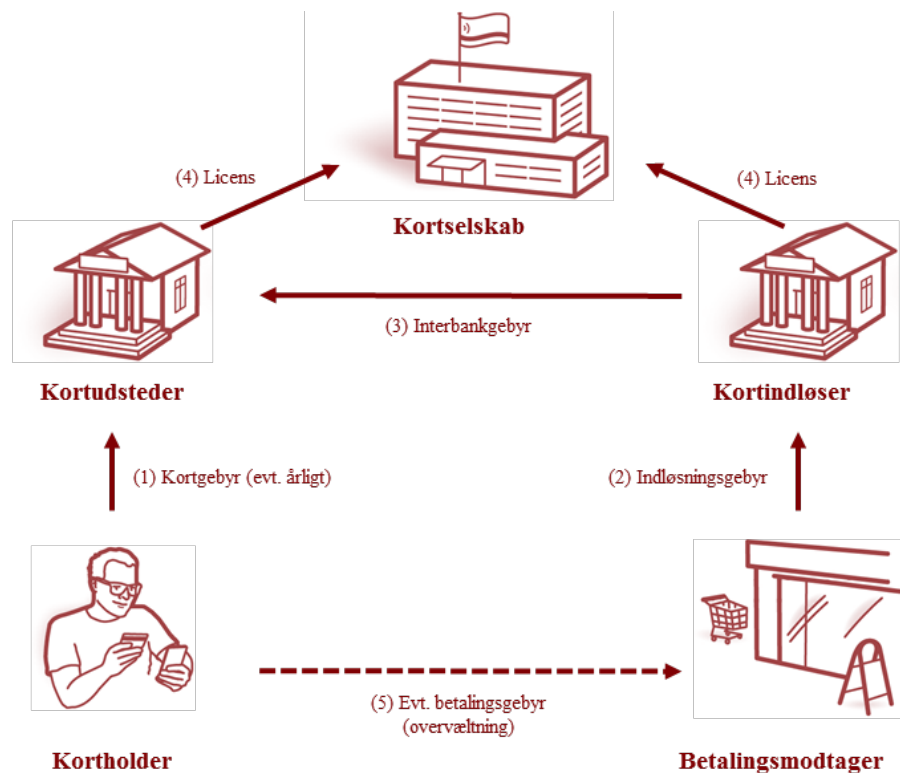 (4) Licens
(4) Licens
Kortselskab
(3) Interbankgebyr
Kortudsteder
Kortindløser
(1) Kortgebyr (evt. årligt)
(2) Indløsningsgebyr
(5) Evt. betalingsgebyr
(overvæltning)
Kortholder
Betalingsmodtager